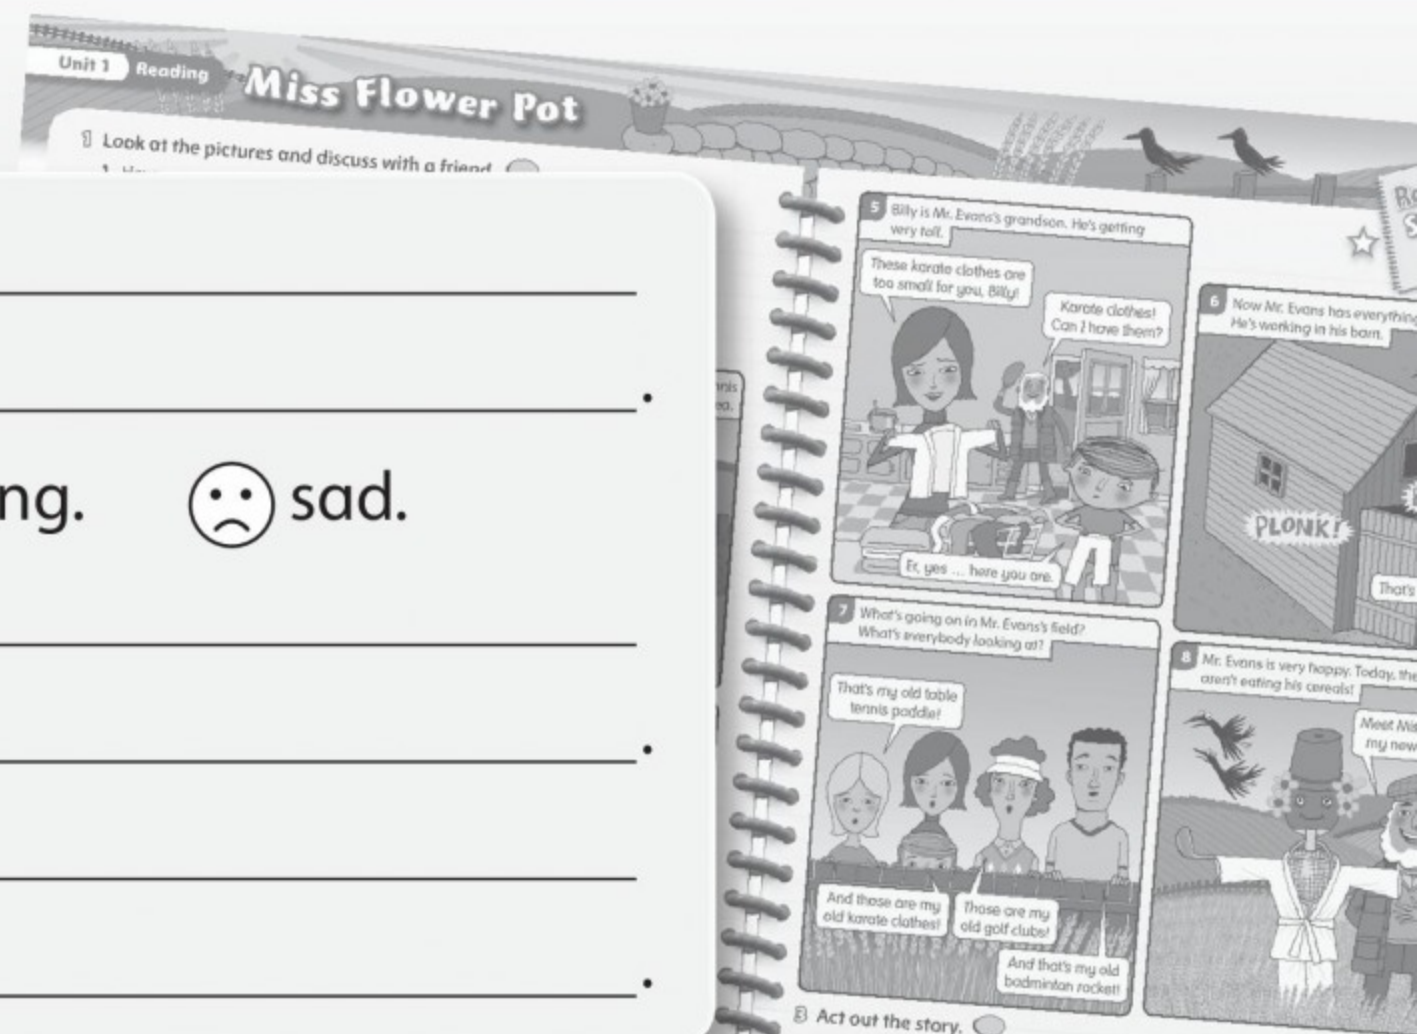 Unit 1 Reading Miss Flower Pot
1 Look at the pictures and discuss with a friend.
ng. sad.
5 Billy is Mr. Evans's grandson. He's getting
very tall.
These karate clothes are
too small for you, Billy!
Karate clothes!
Can I have them?
Er, yes ... here you are.
6 Now Mr. Evans has everything
He's working in his barn.
PLONK!
That's
7 What's going on in Mr. Evans's field?
What's everybody looking at?
That's my old table
tennis paddle!
And those are my
old karate clothes!
Those are my
old golf clubs!
And that's my old
badminton racket!
8 Mr. Evans is very happy. Today, the
aren't eating his cereals!
Meet Mis
my new
3 Act out the story.